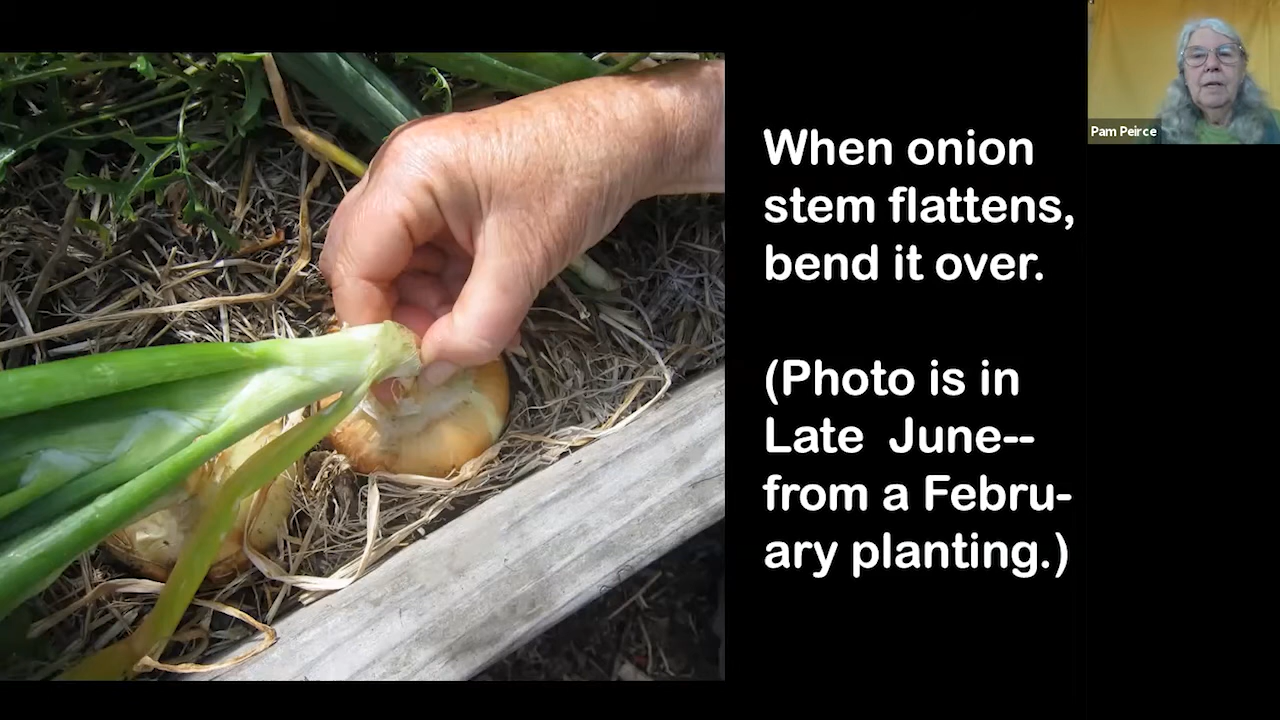 When onion
stem flattens,
bend it over.
(Photo is in
Late  June--
from a Febru-
ary planting.)
Pam Peirce